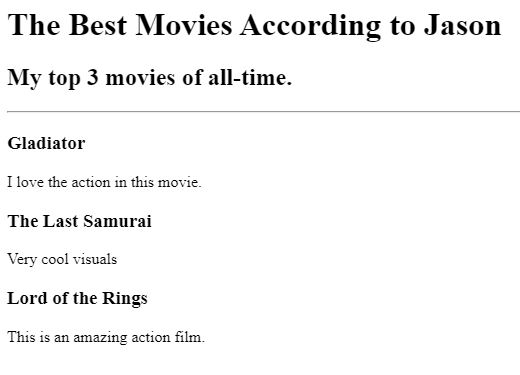 The Best Movies According to Jason
My top 3 movies of all-time.
Gladiator
I love the action in this movie.
The Last Samurai
Very cool visuals
Lord of the Rings
This is an amazing action film.